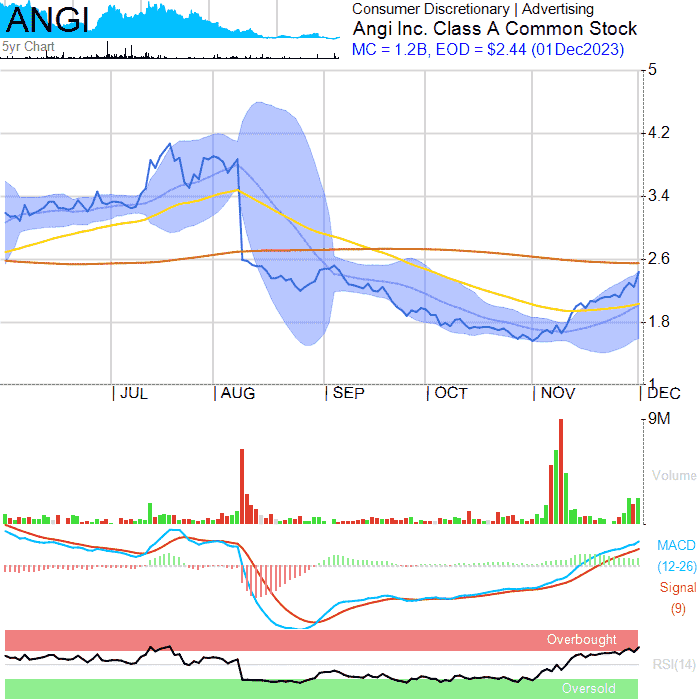 ANGI
5yr Chart
Consumer Discretionary | Advertising
Angi Inc. Class A Common Stock
MC = 1.2B, EOD = $2.44 (01Dec2023)
5
4.2
3.4
2.6
1.8
1
JUL AUG SEP OCT NOV DEC
9M
Volume
MACD
(12-26)
Signal
(9)
Overbought
RSI(14)
Oversold